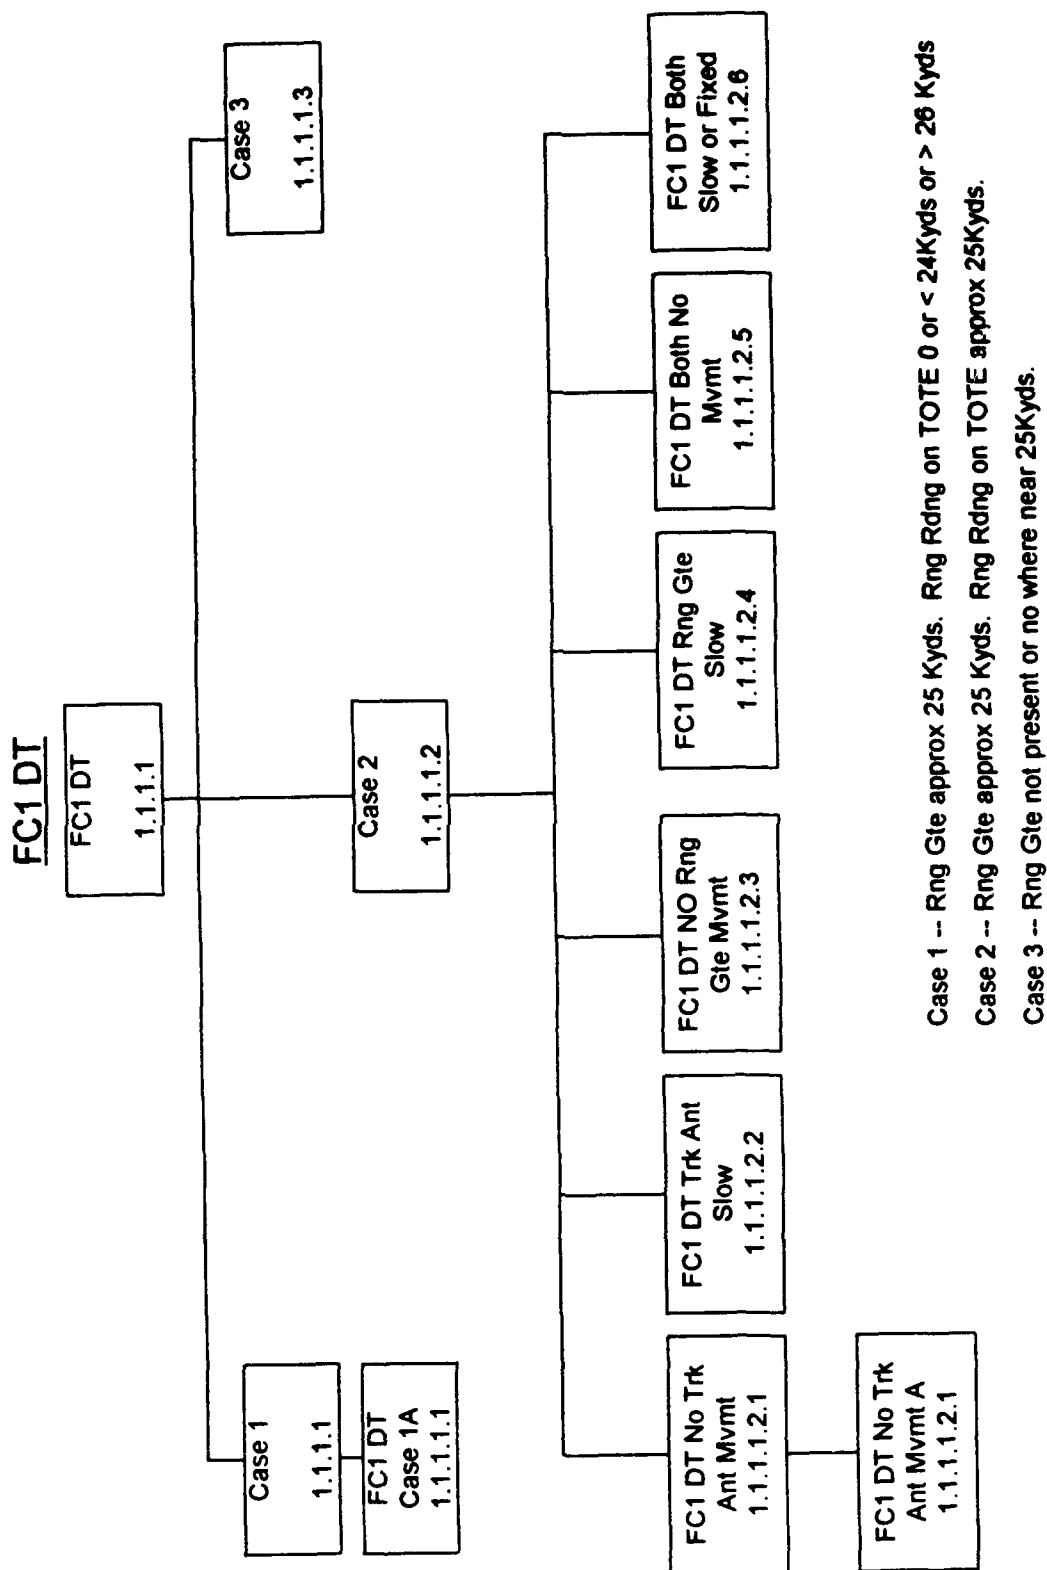 FC1 DT
FC1 DT
1.1.1.1
Case 1
1.1.1.1
FC1 DT
Case 1A
1.1.1.1.1
Case 2
1.1.1.1.2
Case 3
1.1.1.1.3
FC1 DT No Trk
Ant Mvmt
1.1.1.1.2.1
FC1 DT Trk Ant
Slow
1.1.1.1.2.2
FC1 DT NO Rng
Gte Mvmt
1.1.1.1.2.3
FC1 DT Rng Gte
Slow
1.1.1.1.2.4
FC1 DT Both No
Mvmt
1.1.1.1.2.5
FC1 DT Both
Slow or Fixed
1.1.1.1.2.6
FC1 DT No Trk
Ant Mvmt A
1.1.1.1.2.1
Case 1 -- Rng Gte approx 25 Kyds. Rng Rdng on TOTE 0 or < 24Kyds or > 26 Kyds
Case 2 -- Rng Gte approx 25 Kyds. Rng Rdng on TOTE approx 25Kyds.
Case 3 -- Rng Gte not present or no where near 25Kyds.